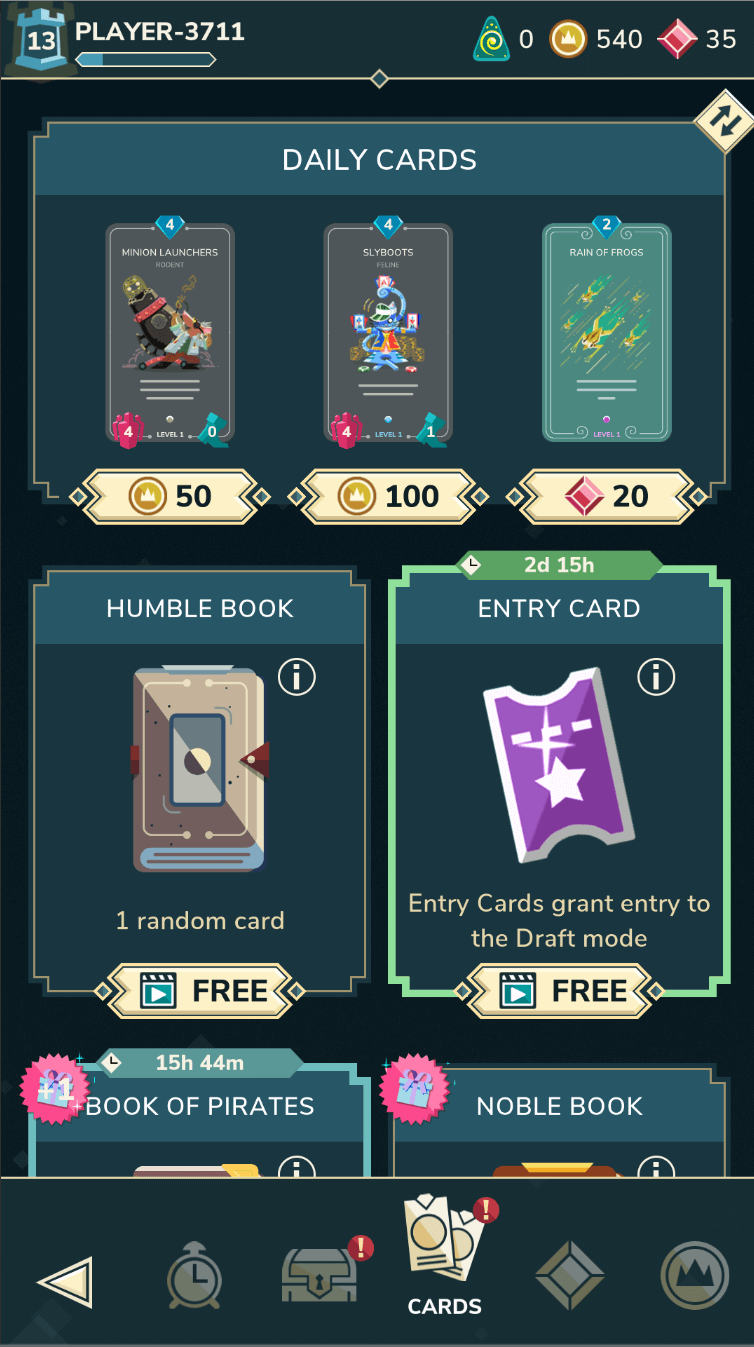 13
PLAYER-3711
0
540
35
DAILY CARDS
4
MINION LAUNCHERS
RODENT
4
LEVEL 1
0
4
SLYBOOTS
FELINE
4
LEVEL 1
1
2
RAIN OF FROGS
LEVEL 1
50
100
20
HUMBLE BOOK
1 random card
FREE
2d 15h
ENTRY CARD
Entry Cards grant entry to
the Draft mode
FREE
15h 44m
+1
BOOK OF PIRATES
NOBLE BOOK
CARDS